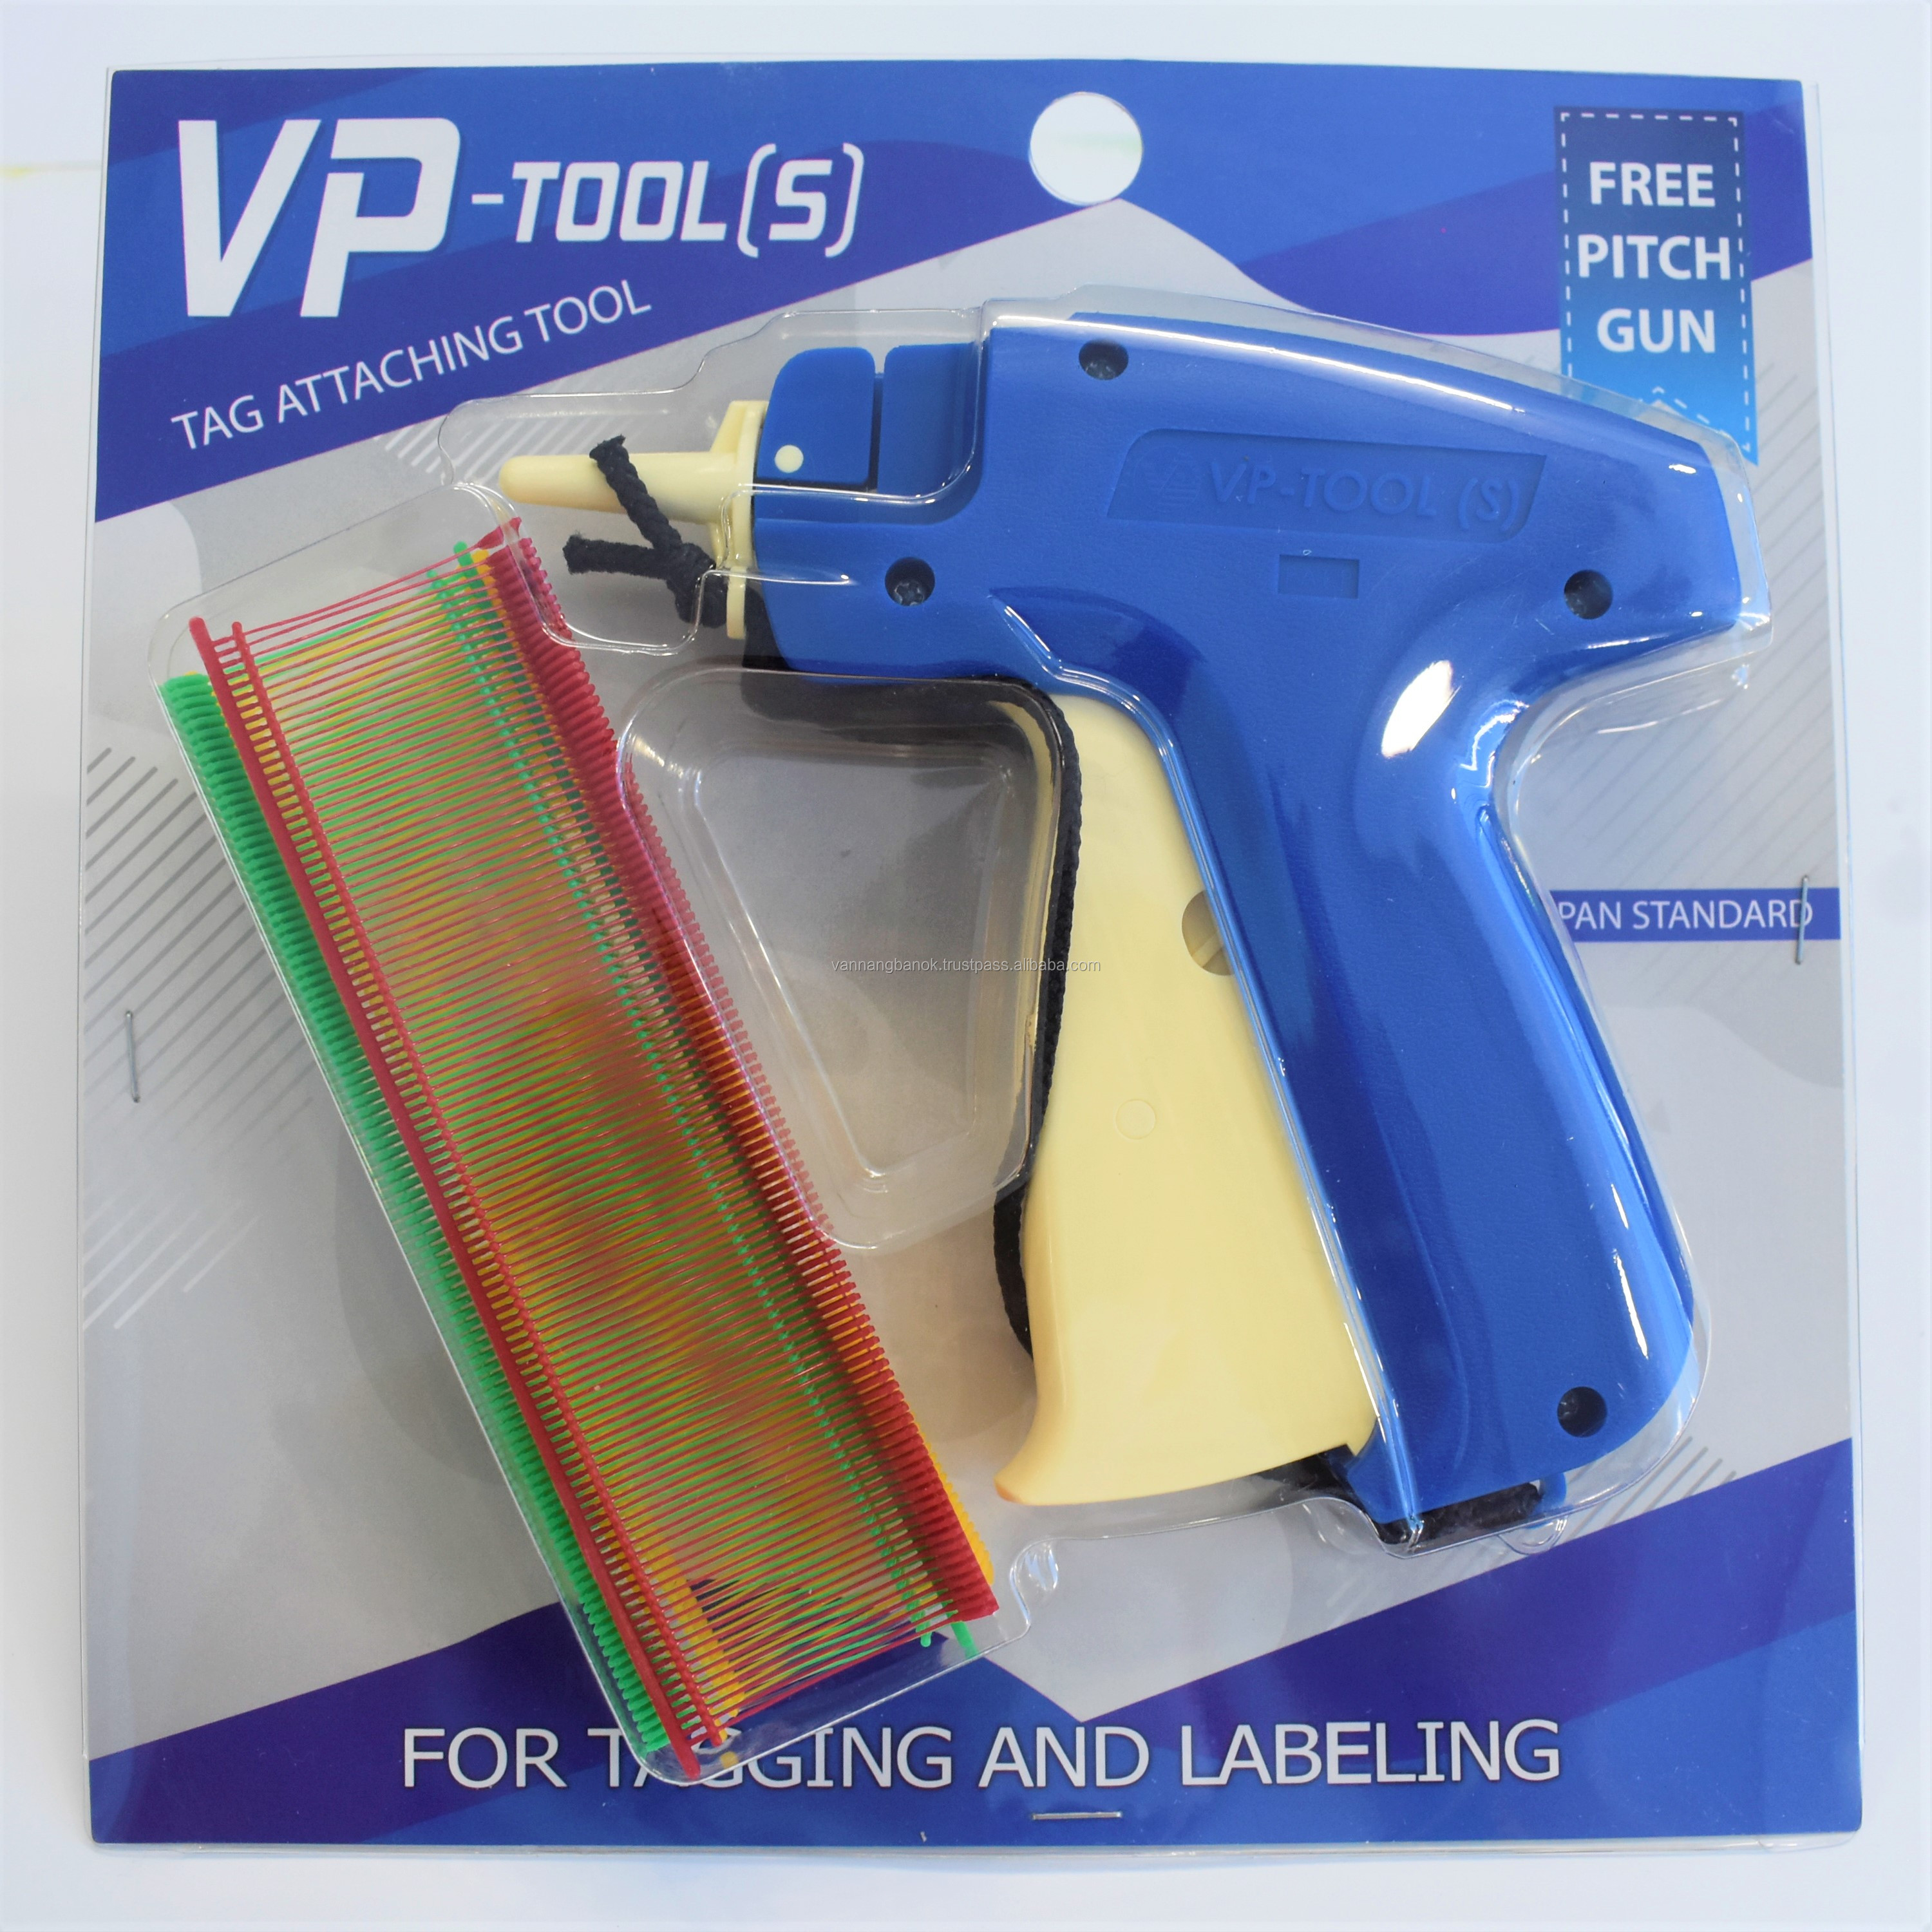 VP-TOOL(S)
TAG ATTACHING TOOL
FREE
PITCH
GUN
VP-TOOL (S)
PAN STANDARD
vannangbanok.trustpass.alibaba.com
FOR TAGGING AND LABELING